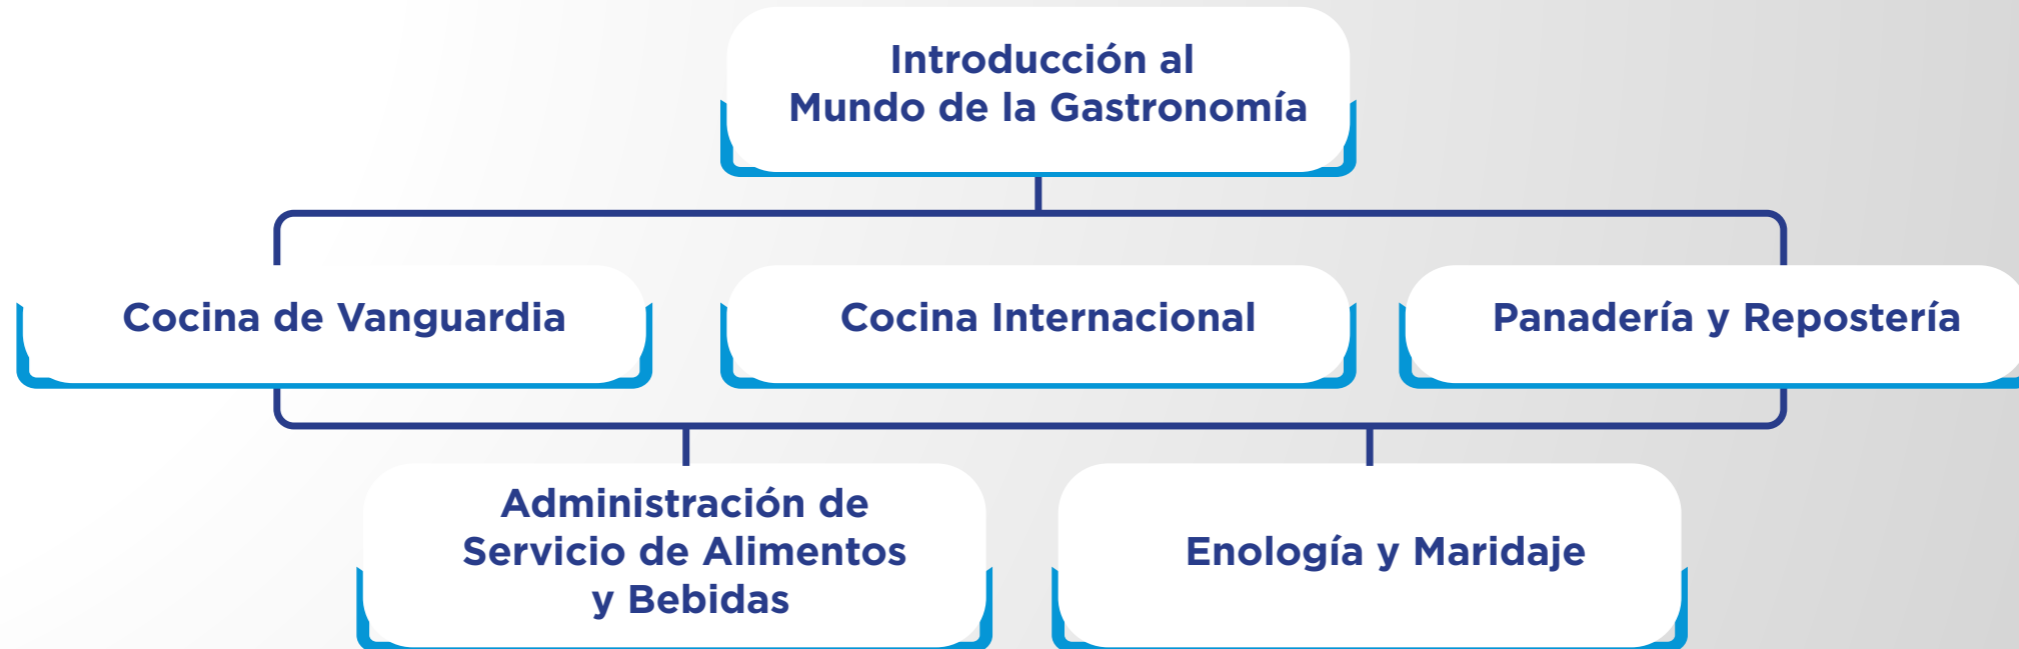 Introducción al
Mundo de la Gastronomía
Cocina de Vanguardia
Cocina Internacional
Panadería y Repostería
Administración de
Servicio de Alimentos
y Bebidas
Enología y Maridaje